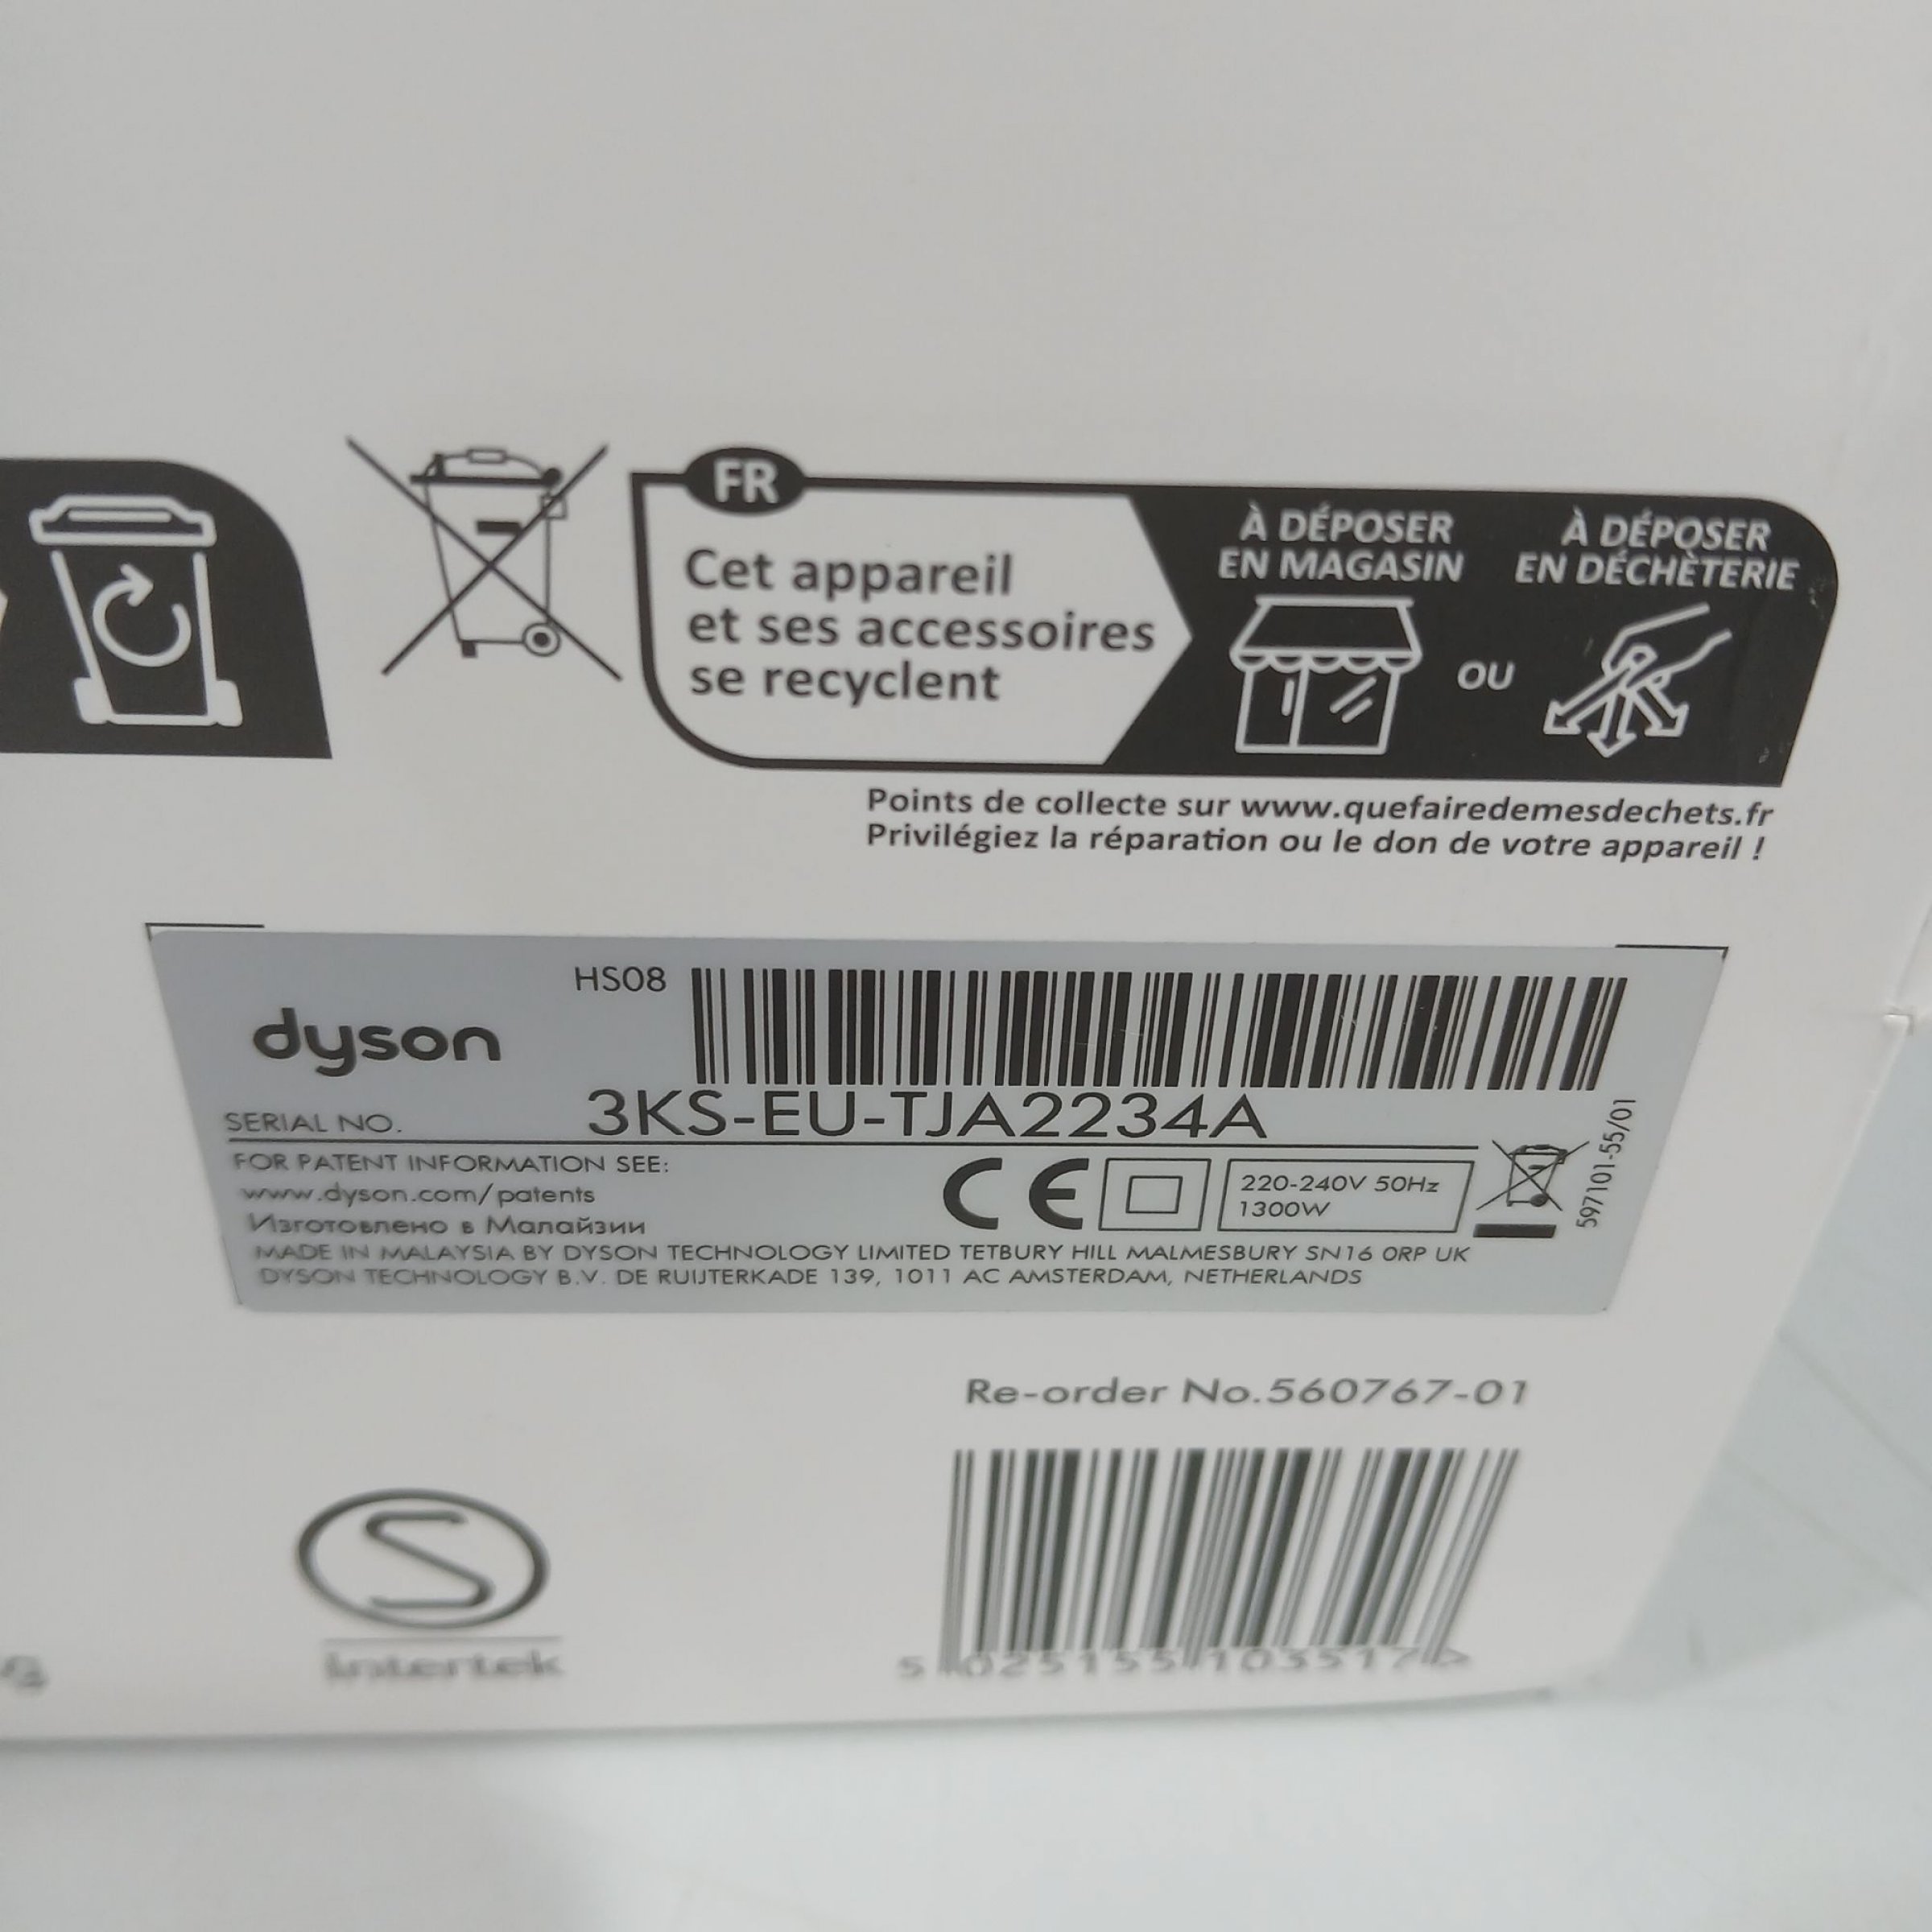 FR
Cet appareil
et ses accessoires
se recyclent
À DÉPOSER
EN MAGASIN
OU
À DÉPOSER
EN DÉCHÈTERIE
Points de collecte sur www.quefairedemesdechets.fr
Privilégiez la réparation ou le don de votre appareil !
HS08
dyson
SERIAL NO. 3KS-EU-TJA2234A
FOR PATENT INFORMATION SEE:
www.dyson.com/patents
Изготовлено в Малайзии
CE
220-240V 50Hz
1300W
597101-55/01
MADE IN MALAYSIA BY DYSON TECHNOLOGY LIMITED TETBURY HILL MALMESBURY SN16 0RP UK
DYSON TECHNOLOGY B.V. DE RUIJTERKADE 139, 1011 AC AMSTERDAM, NETHERLANDS
Re-order No.560767-01
S
Intertek
5 025155 103517 >